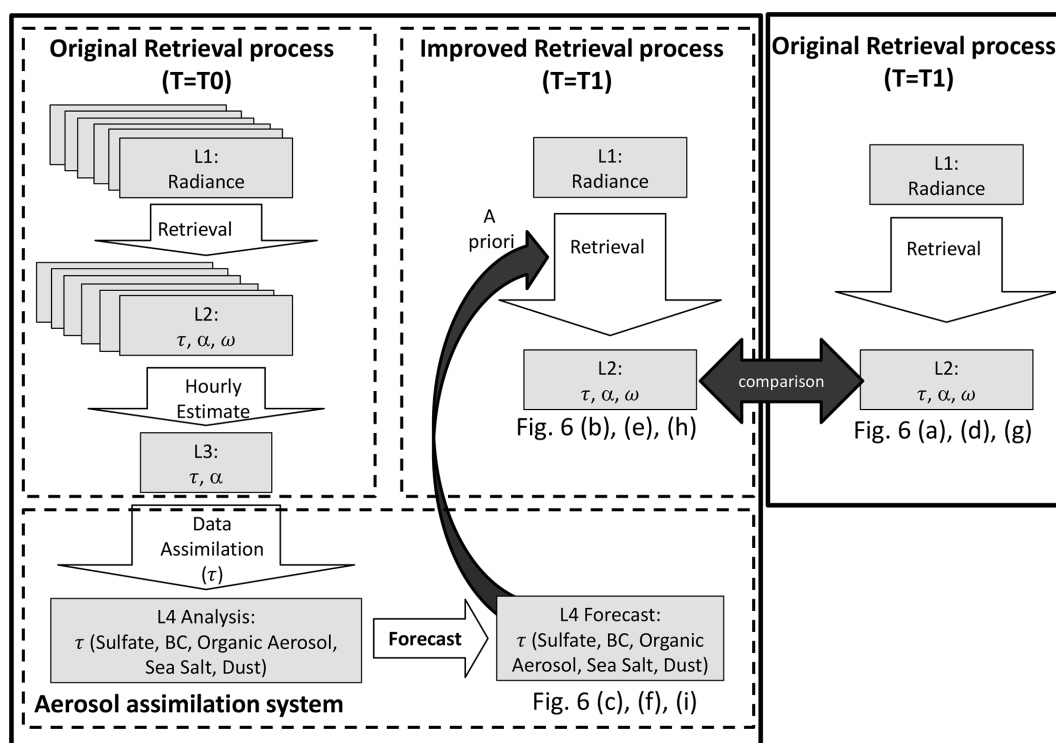 Original Retrieval process
(T=T0)
L1:
Radiance
Retrieval
L2:
τ, α, ω
Hourly
Estimate
L3:
τ, α
Data
Assimilation
(τ)
L4 Analysis:
τ (Sulfate, BC, Organic Aerosol,
Sea Salt, Dust)
Aerosol assimilation system
Forecast
L4 Forecast:
τ (Sulfate, BC, Organic
Aerosol, Sea Salt, Dust)
Fig. 6 (c), (f), (i)
Improved Retrieval process
(T=T1)
L1:
Radiance
A
priori
Retrieval
L2:
τ, α, ω
Fig. 6 (b), (e), (h)
comparison
Original Retrieval process
(T=T1)
L1:
Radiance
Retrieval
L2:
τ, α, ω
Fig. 6 (a), (d), (g)